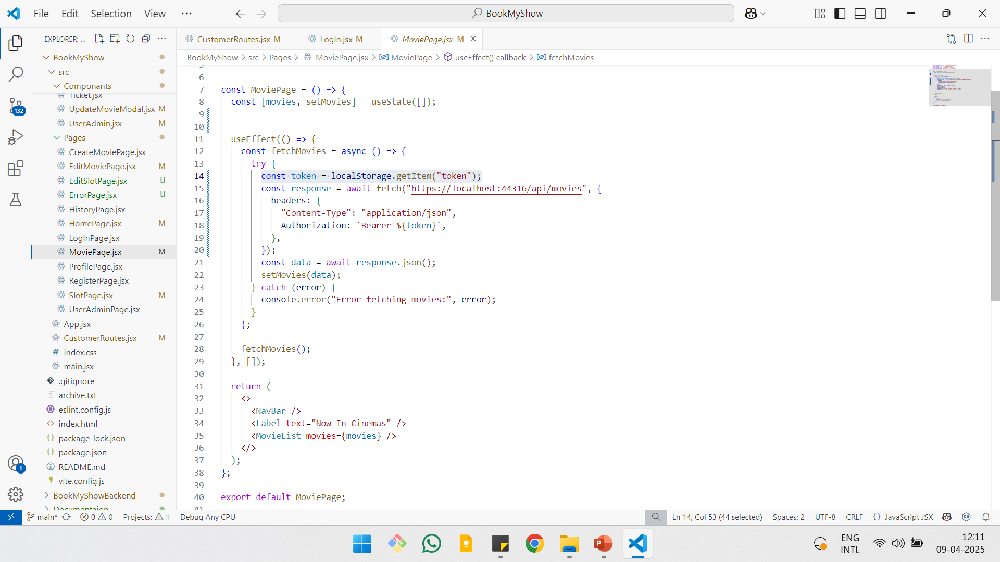 File Edit Selection View ···
BookMyShow
EXPLORER: ...
CustomerRoutes.jsx M
LogIn.jsx M
MoviePage.jsx M
BookMyShow > src > Pages > MoviePage.jsx > MoviePage > useEffect() callback > fetchMovies
BookMyShow
src
Componants
Ticket.jsx
UpdateMovieModal.jsx M
UserAdmin.jsx M
Pages
CreateMoviePage.jsx
EditMoviePage.jsx M
EditSlotPage.jsx U
ErrorPage.jsx U
HistoryPage.jsx
HomePage.jsx M
LogInPage.jsx
MoviePage.jsx M
ProfilePage.jsx
RegisterPage.jsx
SlotPage.jsx M
UserAdminPage.jsx
App.jsx
CustomerRoutes.jsx M
# index.css
main.jsx
.gitignore
archive.txt
eslint.config.js
<> index.html
{} package-lock.json
{} package.json
README.md
vite.config.js
BookMyShowBackend
Documentaion
132
1
5
6
7 const MoviePage = () => {
8 const [movies, setMovies] = useState([]);
9
10
11 useEffect(() => {
12 const fetchMovies = async () => {
13 try {
14 const token = localStorage.getItem("token");
15 const response = await fetch("https://localhost:44316/api/movies", {
16 headers: {
17 "Content-Type": "application/json",
18 Authorization: `Bearer ${token}`,
19 },
20 });
21 const data = await response.json();
22 setMovies(data);
23 } catch (error) {
24 console.error("Error fetching movies:", error);
25 }
26 };
27
28 fetchMovies();
29 }, []);
30
31 return (
32 <>
33 <NavBar />
34 <Label text="Now In Cinemas" />
35 <MovieList movies={movies} />
36 </>
37 );
38 };
39
40 export default MoviePage;
41
main* 0 0 Projects: 1 Debug Any CPU
Ln 14, Col 53 (44 selected) Spaces: 2 UTF-8 CRLF {} JavaScript JSX
ENG
INTL
12:11
09-04-2025